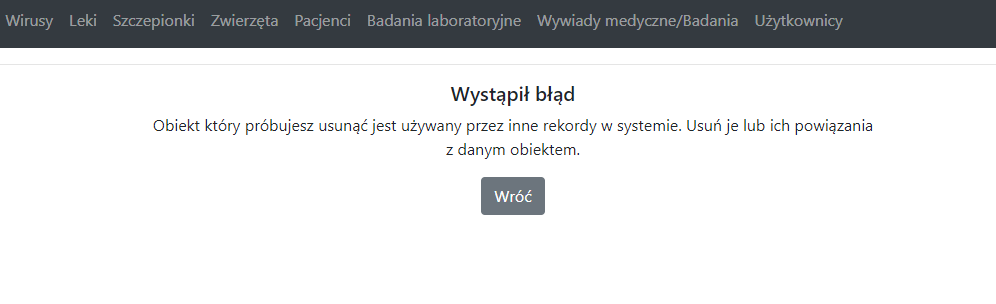 Wirusy Leki Szczepionki Zwierzęta Pacjenci Badania laboratoryjne Wywiady medyczne/Badania Użytkownicy
Wystąpił błąd
Obiekt który próbujesz usunąć jest używany przez inne rekordy w systemie. Usuń je lub ich powiązania
z danym obiektem.
Wróć